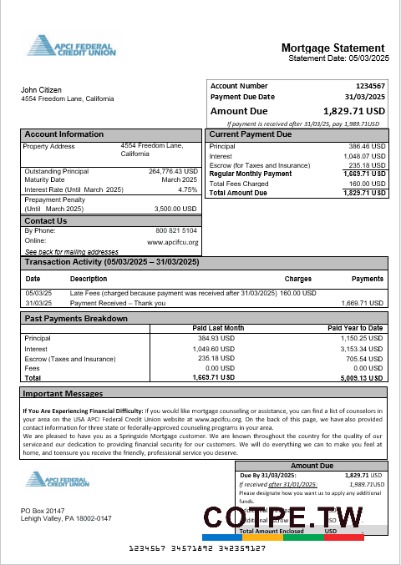 APCI FEDERAL
CREDIT UNION
Mortgage Statement
Statement Date: 05/03/2025
John Citizen
4554 Freedom Lane, California
Account Number 1234567
Payment Due Date 31/03/2025
Amount Due 1,829.71 USD
If payment is received after 31/03/25, pay 1,989.71USD
Account Information
Property Address 4554 Freedom Lane,
California
Outstanding Principal 264,776.43 USD
Maturity Date March 2025
Interest Rate (Until March 2025) 4.75%
Prepayment Penalty
(Until March 2025) 3,500.00 USD
Contact Us
By Phone: 800 821 5104
Online: www.apcifcu.org
See back for mailing addresses
Current Payment Due
Principal 386.46 USD
Interest 1,048.07 USD
Escrow (for Taxes and Insurance) 235.18 USD
Regular Monthly Payment 1,669.71 USD
Total Fees Charged 160.00 USD
Total Amount Due 1,829.71 USD
Transaction Activity (05/03/2025 – 31/03/2025)
Date Description Charges Payments
05/03/25 Late Fees (charged because payment was received after 31/03/2025) 160.00 USD
31/03/25 Payment Received – Thank you 1,669.71 USD
Past Payments Breakdown
Paid Last Month Paid Year to Date
Principal 384.93 USD 1,150.25 USD
Interest 1,049.60 USD 3,153.34 USD
Escrow (Taxes and Insurance) 235.18 USD 705.54 USD
Fees 0.00 USD 0.00 USD
Total 1,669.71 USD 5,009.13 USD
Important Messages
If You Are Experiencing Financial Difficulty: If you would like mortgage counseling or assistance, you can find a list of counselors in
your area on the USA APCI Federal Credit Union website at www.apcifcu.org. On the back of this page, we have also provided
contact information for three state or federally-approved counseling programs in your area.
We are pleased to have you as a Springside Mortgage customer. We are known throughout the country for the quality of our
service and our dedication to providing security for our customers. We will do everything we can to make you feel at
home, and toensure you receive the friendly, professional service you deserve.
APCI FEDERAL
CREDIT UNION
PO Box 20147
Lehigh Valley, PA 18002-0147
Amount Due
Due By 31/03/2025: 1,829.71 USD
If received after 31/03/2025: 1,989.71USD
Please designate how you want us to apply any additional
funds.
COTPE.TW
Total Amount Enclosed USD
1234567 34571892 342359127